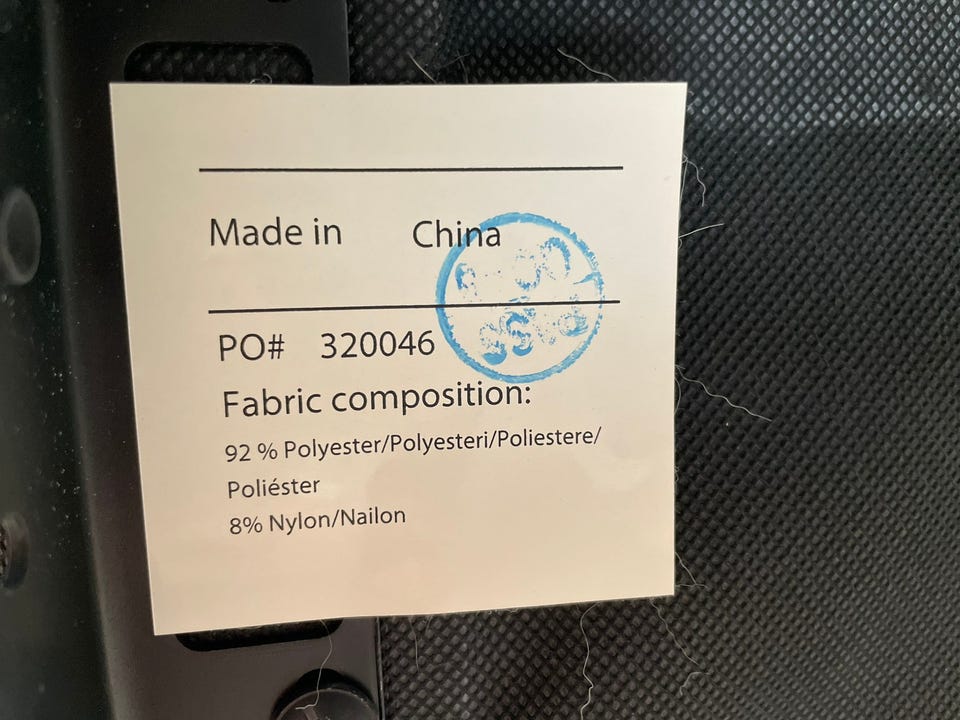 Made in China
PO# 320046
Fabric composition:
92 % Polyester/Polyesteri/Poliestere/
Poliéster
8% Nylon/Nailon